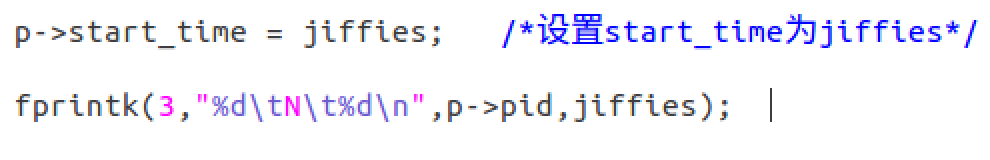 p->start_time = jiffies;   /*设置start_time为jiffies*/
fprintk(3,"%d\tN\t%d\n",p->pid,jiffies);